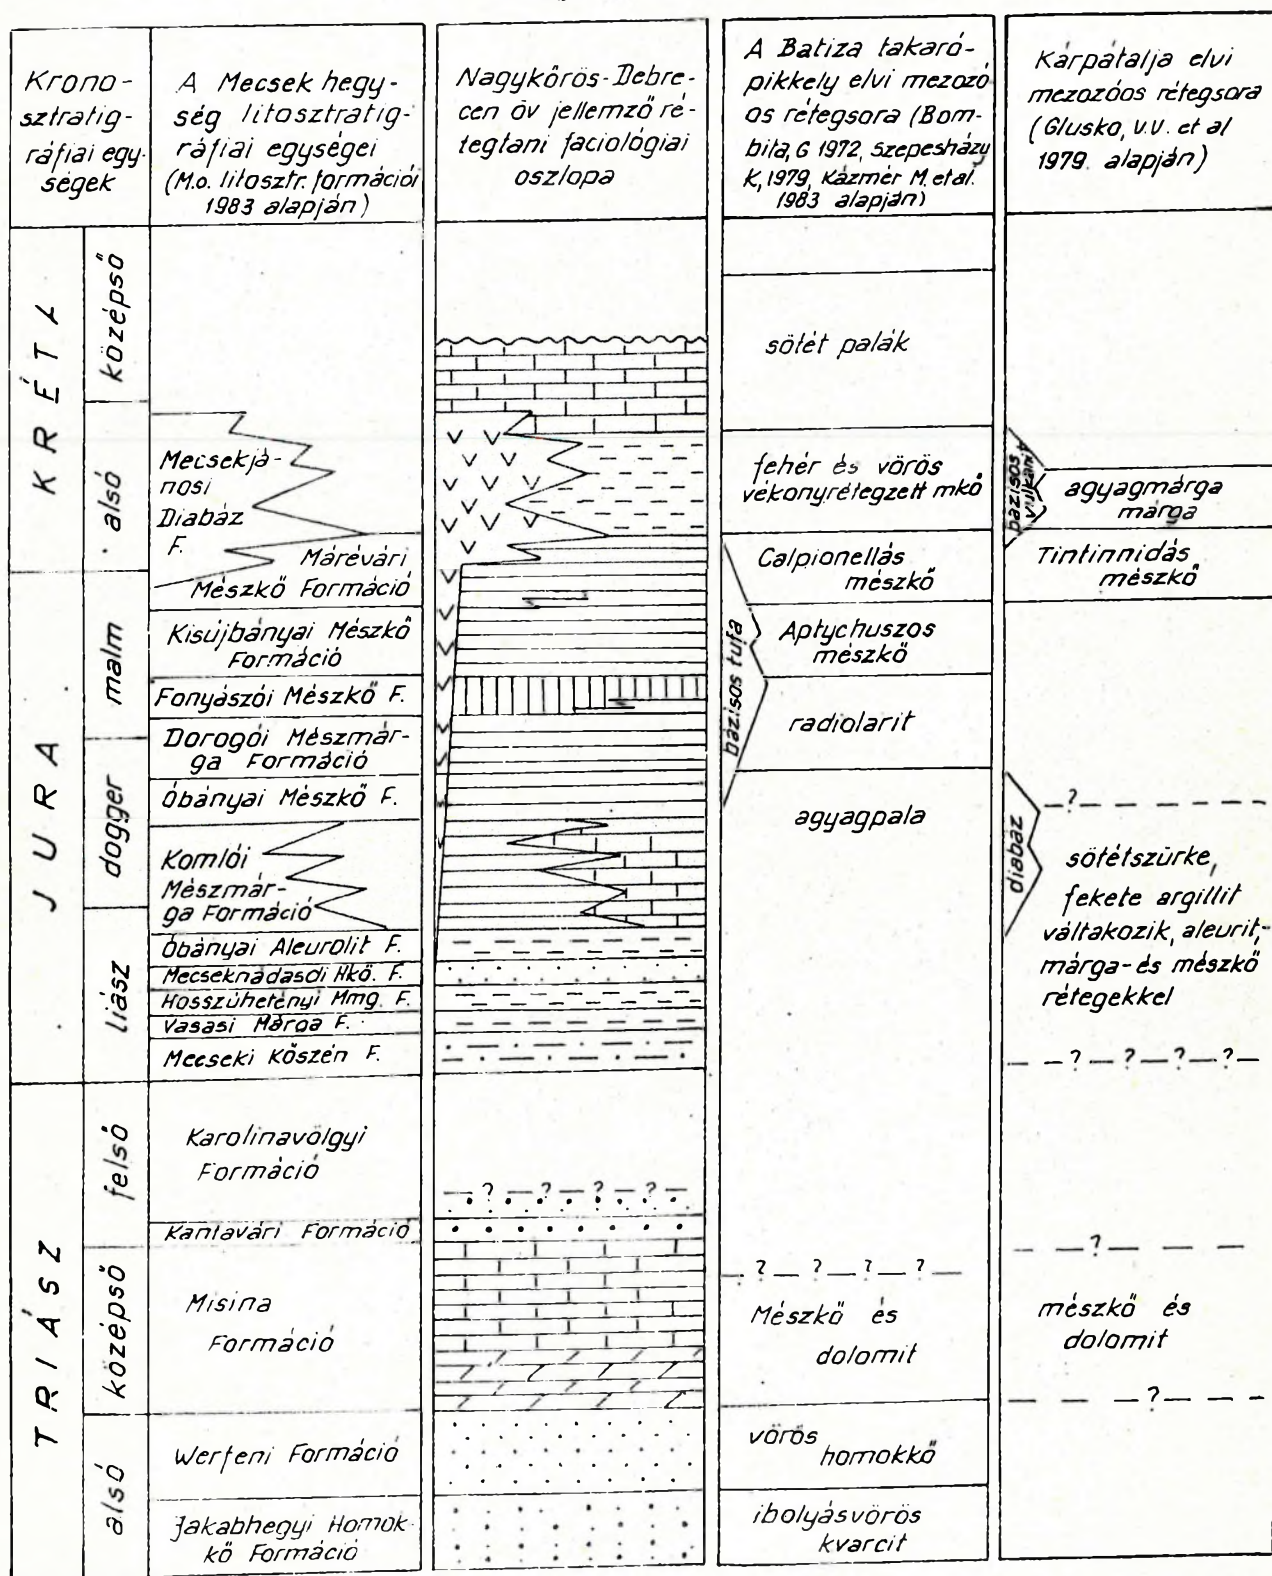 Krono-
sztratig-
ráfiai egy-
ségek
A Mecsek hegy-
ség litosztratig-
ráfiai egységei
(M.o. litosztr. formációi
1983 alapján)
Nagykőrös-Debre-
cen öv jellemző ré-
tegtani faciológiai
oszlopa
A Batiza takaró-
pikkely elvi mezozó
os rétegsora (Bom-
bita, G 1972, Szepesházy
K, 1979, Kázmér M. et al.
1983 alapján)
Kárpátalja elvi
mezozóos rétegsora
(Glusko, V.V. et al
1979. alapján)
KRÉTA
középső
alsó
JURA
malm
dogger
liász
TRIÁSZ
felső
középső
alsó
Mecsekjá-
nosi
Diabáz
F.
Márévári
Mészkő Formáció
Kisújbányai Mészkő
Formáció
Fonyászói Mészkő F.
Dorogói Mészmár-
ga Formáció
Óbányai Mészkő F.
Komlói
Mészmár-
ga Formáció
Óbányai Aleurolit F.
Mecseknádasdi Hkő. F.
Hosszúhetényi Mmg. F.
Vasasi Márga F.
Mecseki Kőszén F.
Karolinavölgyi
Formáció
Kantavári Formáció
Misina
Formáció
Werfeni Formáció
Jakabhegyi Homok-
kő Formáció
— ? — ? — ? — ? —
sötét palák
fehér és vörös
vékonyrétegzett mkő
Calpionellás
mészkő
Aptychuszos
mészkő
bázisos tufa
radiolarit
agyagpala
— ? — ? — ? — ? —
Mészkő és
dolomit
vörös
homokkő
ibolyásvörös
kvarcit
bázisos
vulkanit
agyagmárga
márga
Tintinnidás
mészkő
— ? — — — —
diabáz
sötétszürke,
fekete argillit
váltakozik, aleurit,-
márga- és mészkő
rétegekkel
— — ? — ? — ? — ? —
— — ? — — — —
mészkő és
dolomit
— — — ? — — —